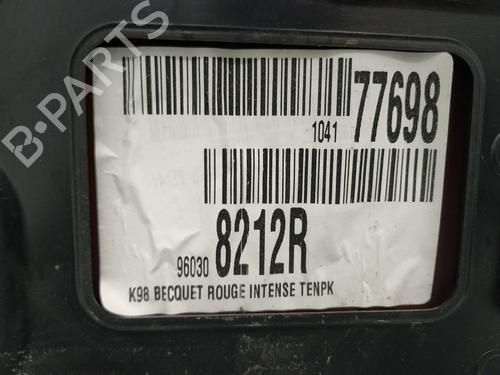 B-PARTS
1041 77698
96030 8212R
K98 BECQUET ROUGE INTENSE TENPK